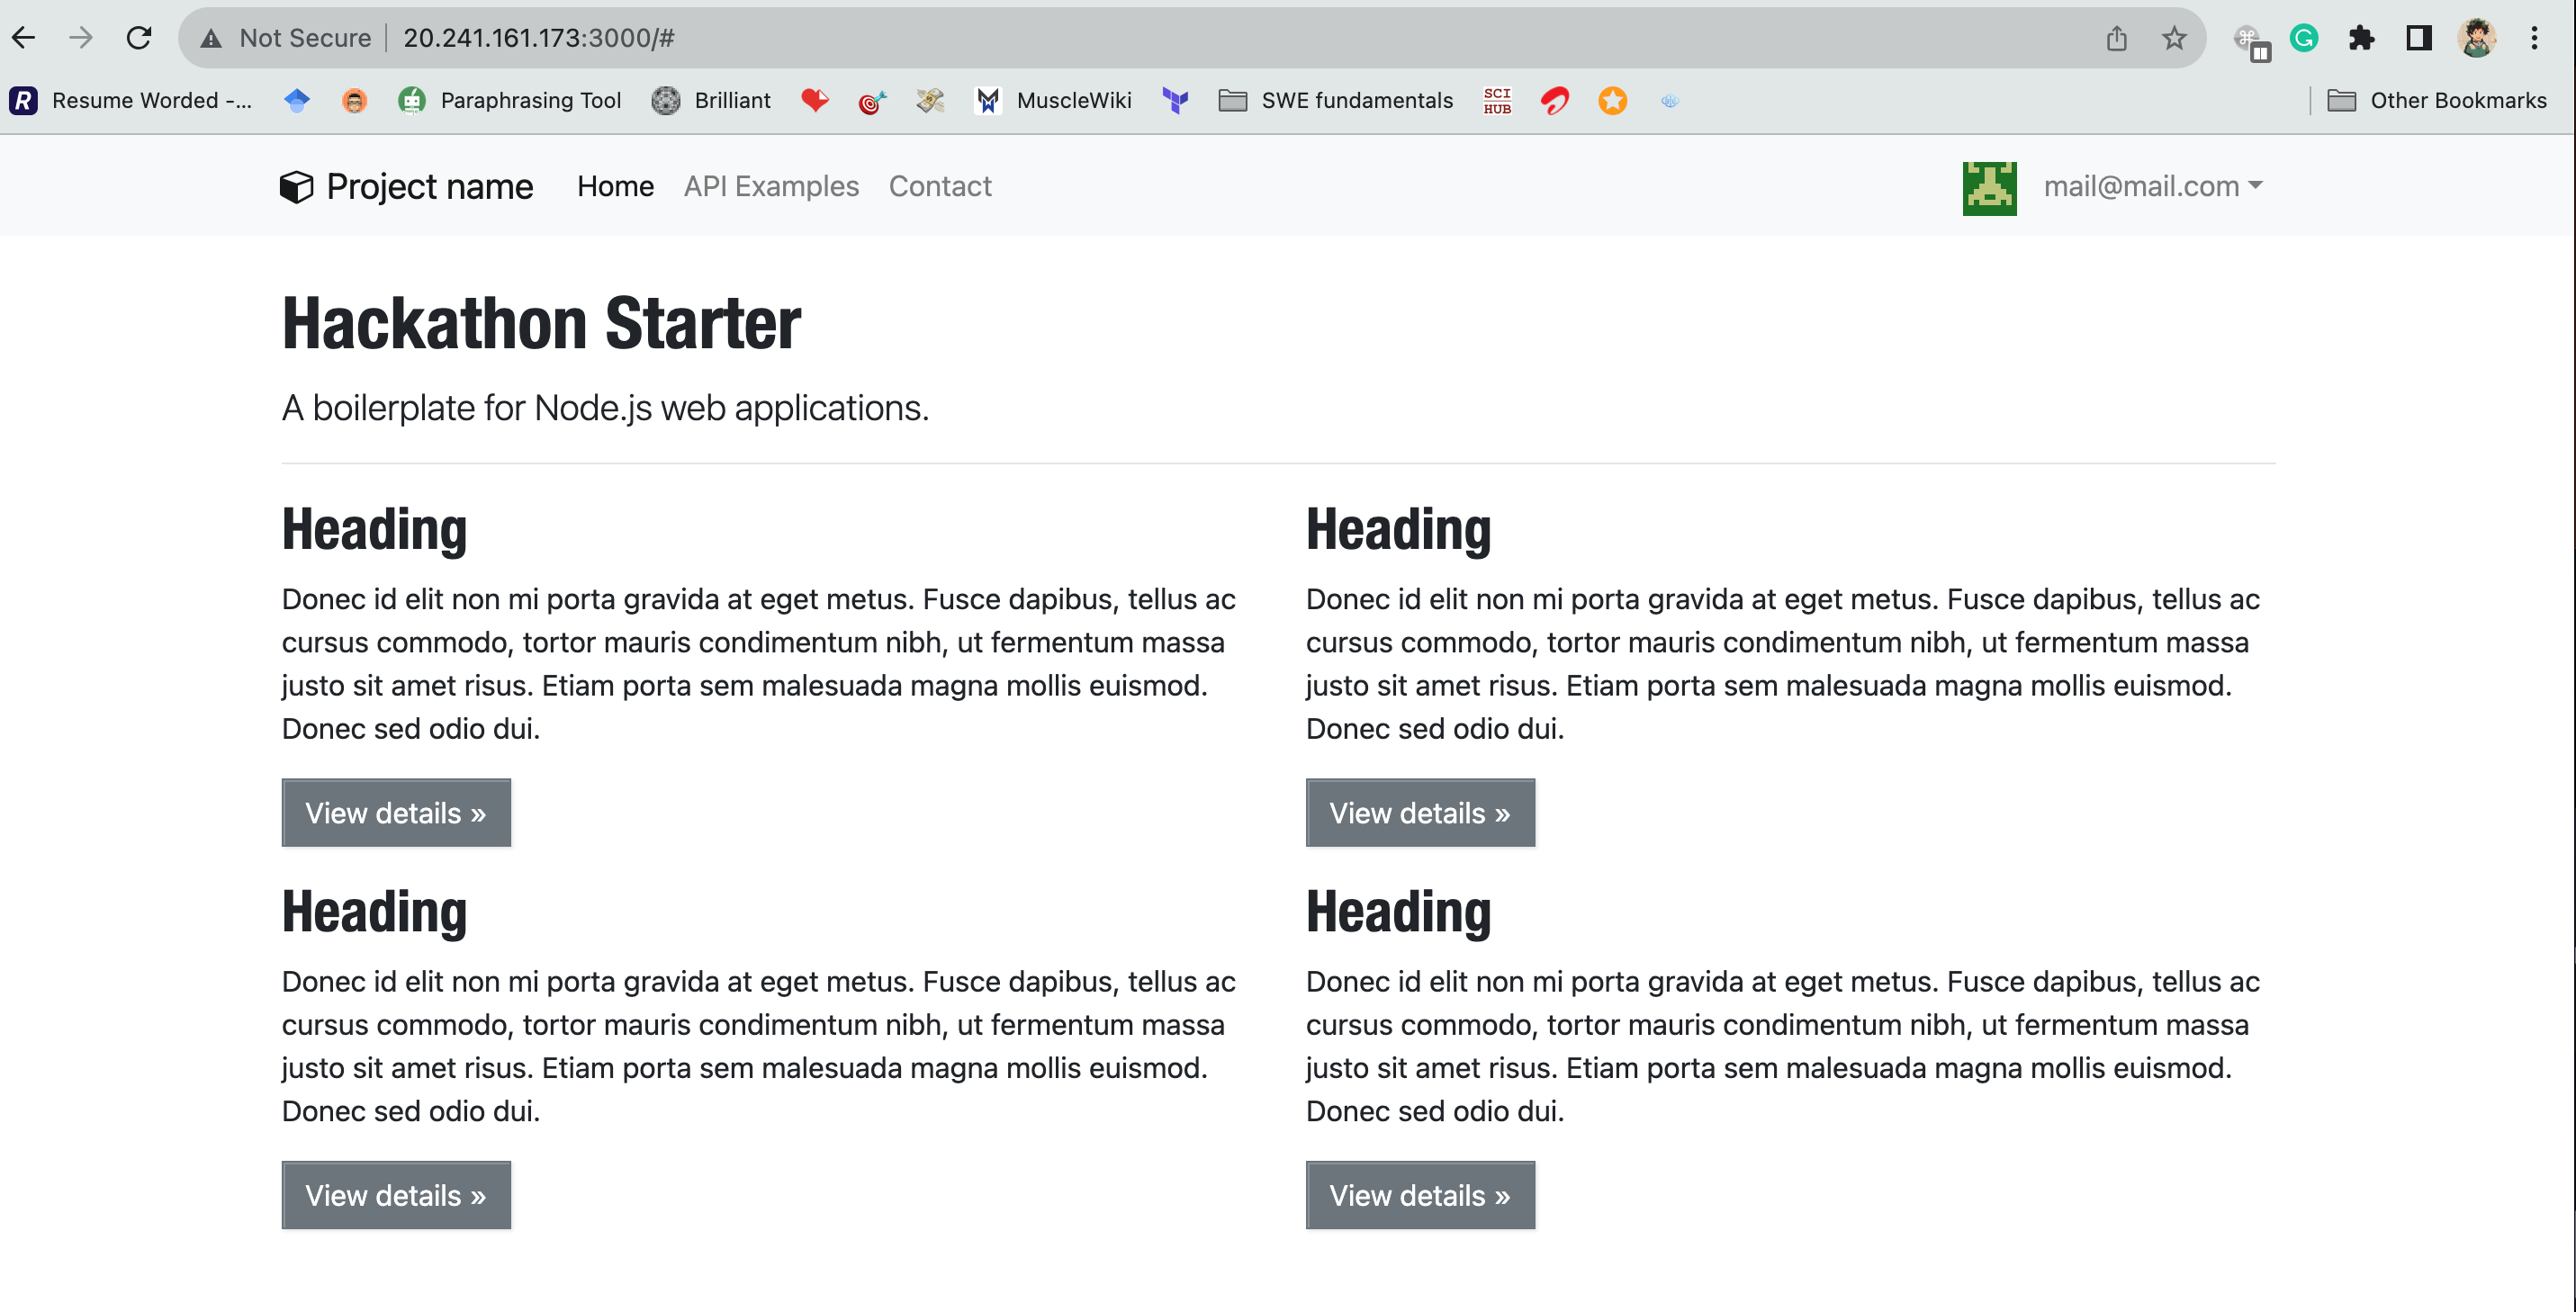 Not Secure 20.241.161.173:3000/#
Resume Worded -... Paraphrasing Tool Brilliant MuscleWiki SWE fundamentals SCI HUB Other Bookmarks
Project name Home API Examples Contact mail@mail.com
Hackathon Starter
A boilerplate for Node.js web applications.
Heading
Donec id elit non mi porta gravida at eget metus. Fusce dapibus, tellus ac
cursus commodo, tortor mauris condimentum nibh, ut fermentum massa
justo sit amet risus. Etiam porta sem malesuada magna mollis euismod.
Donec sed odio dui.
View details »
Heading
Donec id elit non mi porta gravida at eget metus. Fusce dapibus, tellus ac
cursus commodo, tortor mauris condimentum nibh, ut fermentum massa
justo sit amet risus. Etiam porta sem malesuada magna mollis euismod.
Donec sed odio dui.
View details »
Heading
Donec id elit non mi porta gravida at eget metus. Fusce dapibus, tellus ac
cursus commodo, tortor mauris condimentum nibh, ut fermentum massa
justo sit amet risus. Etiam porta sem malesuada magna mollis euismod.
Donec sed odio dui.
View details »
Heading
Donec id elit non mi porta gravida at eget metus. Fusce dapibus, tellus ac
cursus commodo, tortor mauris condimentum nibh, ut fermentum massa
justo sit amet risus. Etiam porta sem malesuada magna mollis euismod.
Donec sed odio dui.
View details »